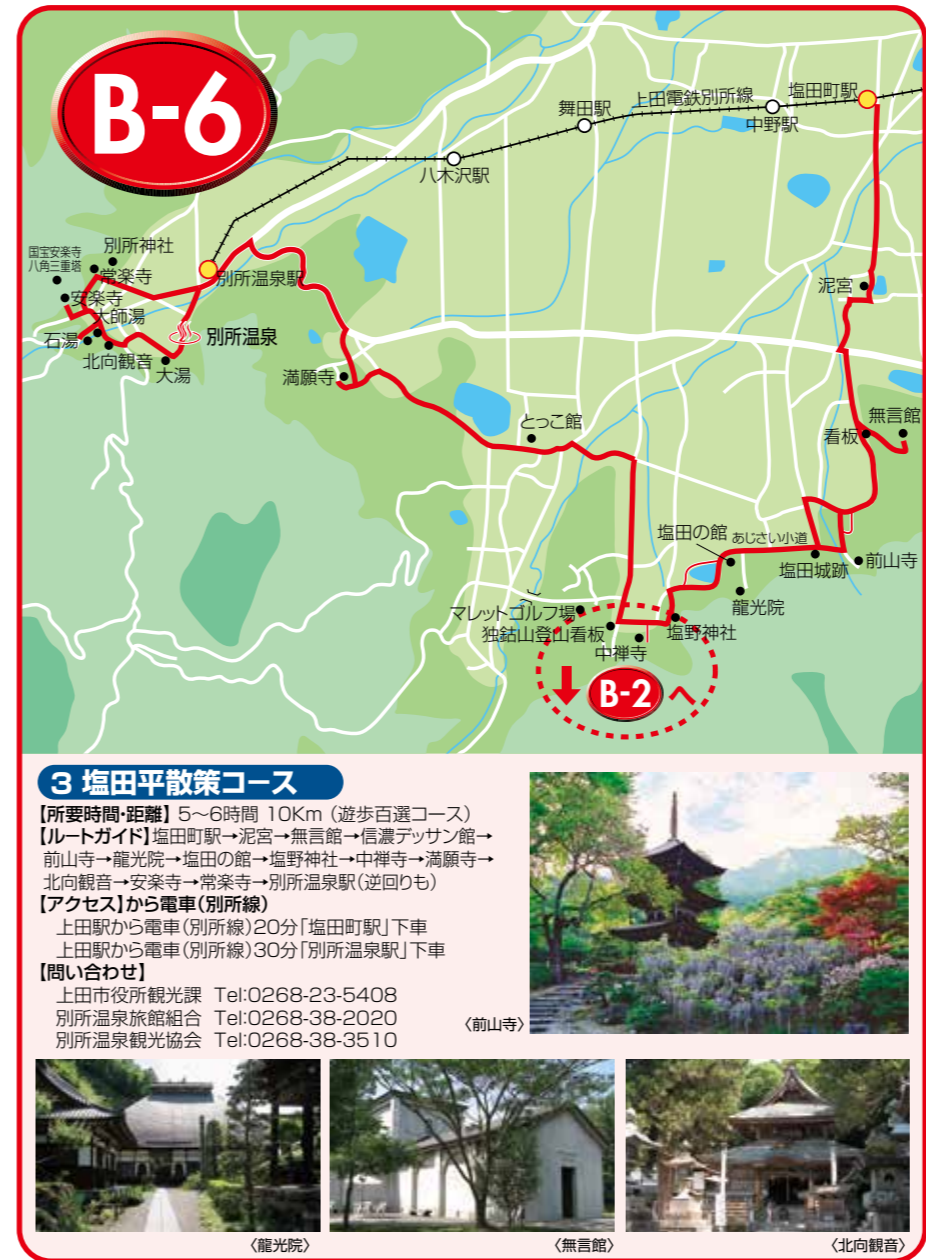 B-6
塩田町駅
上田電鉄別所線
舞田駅
中野駅
八木沢駅
国宝安楽寺
八角三重塔
別所神社
常楽寺
別所温泉駅
安楽寺
大師湯
石湯
別所温泉
北向観音
大湯
泥宮
満願寺
とっこ館
無言館
看板
塩田の館
あじさい小道
塩田城跡
前山寺
龍光院
マレットゴルフ場
独鈷山登山看板
塩野神社
中禅寺
B-2 へ
3 塩田平散策コース
【所要時間・距離】 5～6時間 10Km (遊歩百選コース)
【ルートガイド】塩田町駅→泥宮→無言館→信濃デッサン館→
前山寺→龍光院→塩田の館→塩野神社→中禅寺→満願寺→
北向観音→安楽寺→常楽寺→別所温泉駅(逆回りも)
【アクセス】から電車(別所線)
上田駅から電車(別所線)20分「塩田町駅」下車
上田駅から電車(別所線)30分「別所温泉駅」下車
【問い合わせ】
上田市役所観光課 Tel:0268-23-5408
別所温泉旅館組合 Tel:0268-38-2020
別所温泉観光協会 Tel:0268-38-3510
〈前山寺〉
〈龍光院〉
〈無言館〉
〈北向観音〉